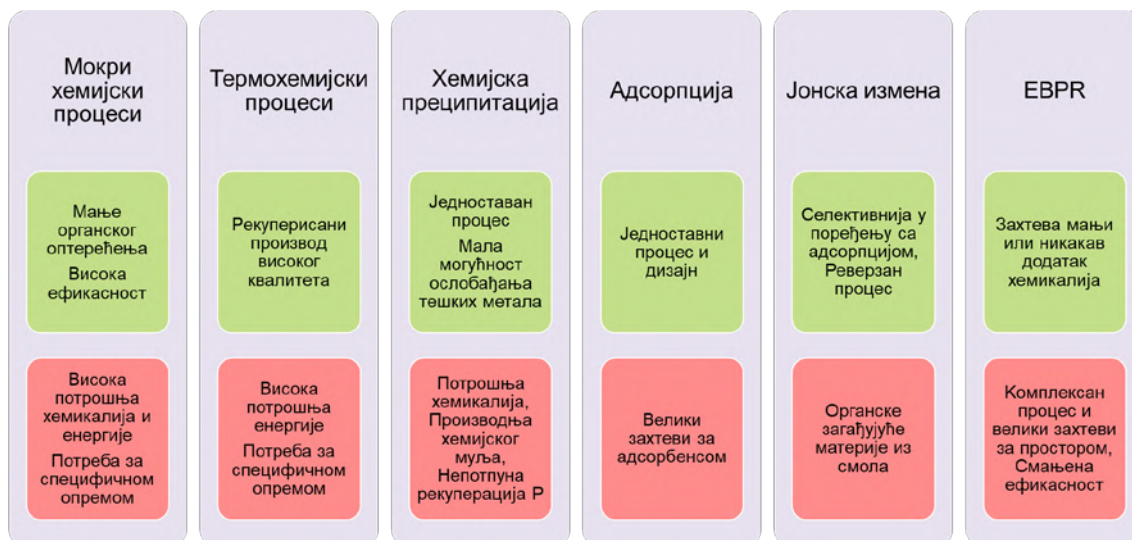 Мокри
хемијски
процеси
Мање
органског
оптерећења
Висока
ефикасност
Висока
потрошња
хемикалија и
енергије
Потреба за
специфичном
опремом
Термохемијски
процеси
Рекуперисани
производ
високог
квалитета
Висока
потрошња
енергије
Потреба за
специфичном
опремом
Хемијска
преципитација
Једноставан
процес
Мала
могућност
ослобађања
тешких метала
Потрошња
хемикалија,
Производња
хемијског
муља,
Непотпуна
рекуперација P
Адсорпција
Једноставни
процес и
дизајн
Велики
захтеви за
адсорбенсом
Јонска измена
Селективнија у
поређењу са
адсорпцијом,
Реверзан
процес
Органске
загађујуће
материје из
смола
EBPR
Захтева мањи
или никакав
додатак
хемикалија
Комплексан
процес и
велики захтеви
за простором,
Смањена
ефикасност